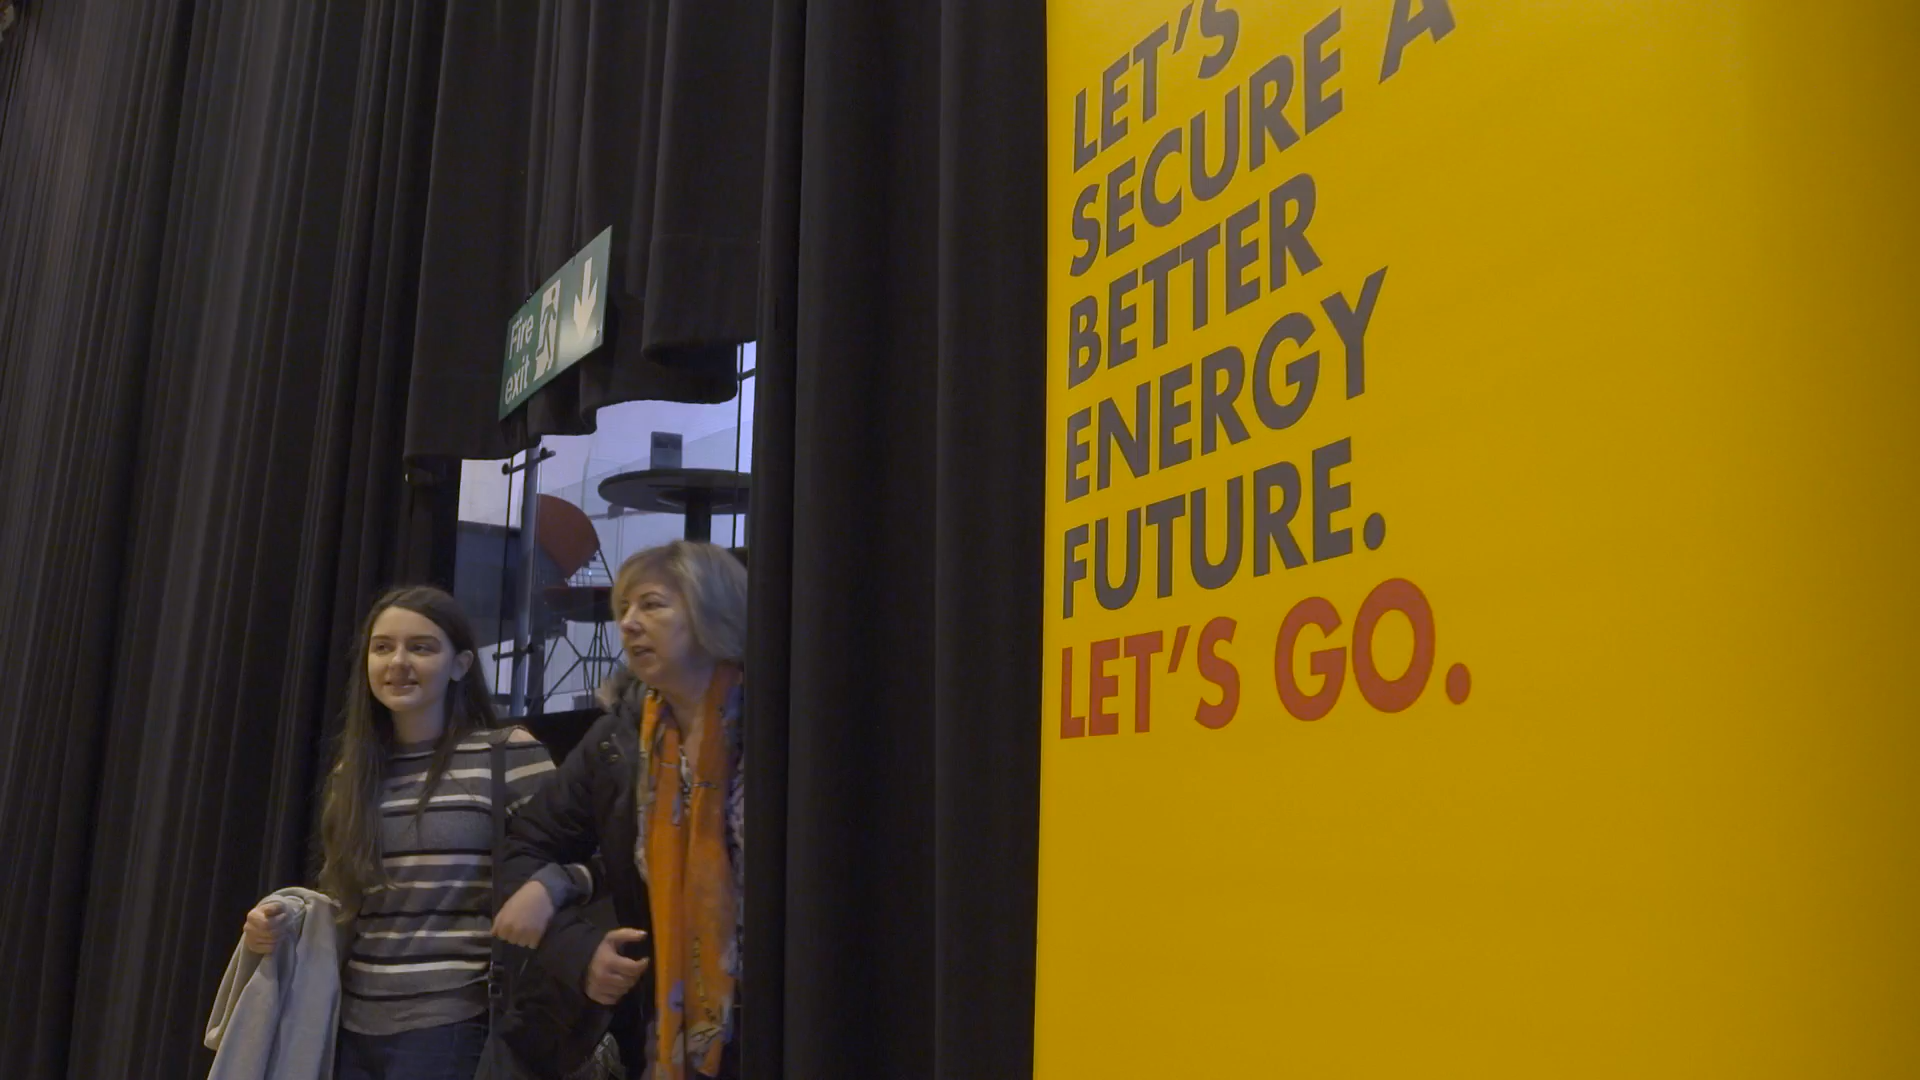 LET'S
SECURE A
BETTER
ENERGY
FUTURE.
LET'S GO.
Fire
exit